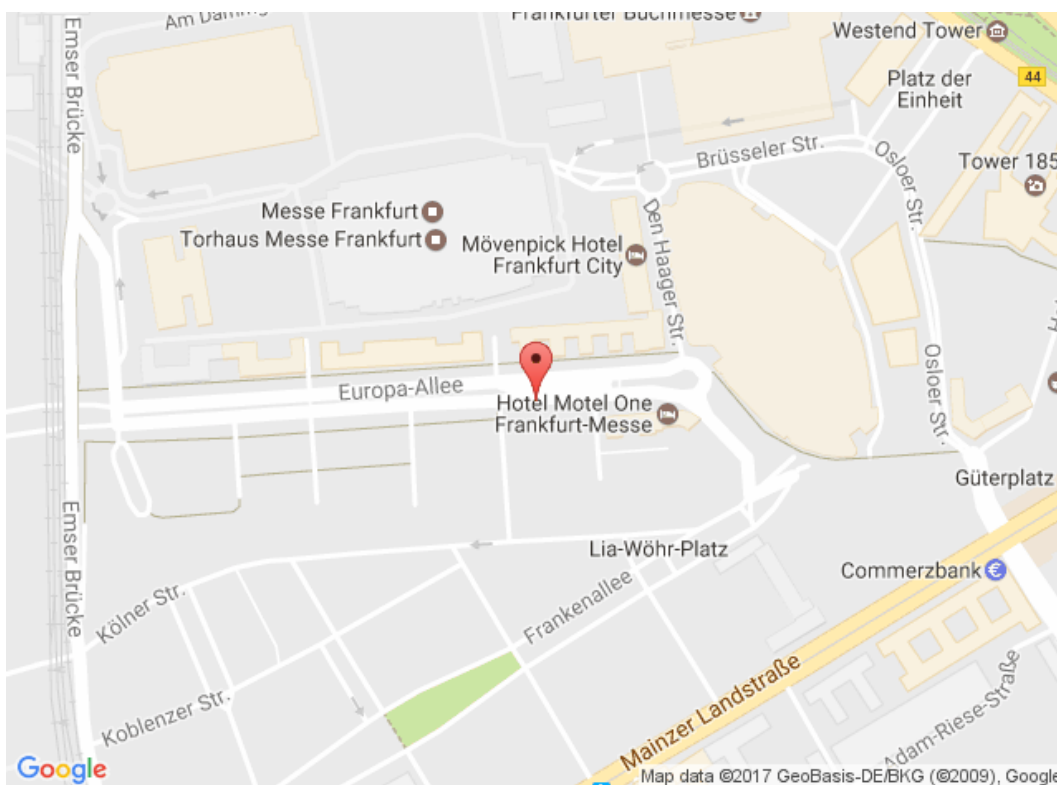 Am Dammg
Frankfurter Buchmesse
Westend Tower
Emser Brücke
44
Platz der
Einheit
Brüsseler Str.
Osloer Str.
Tower 185
Messe Frankfurt
Torhaus Messe Frankfurt
Den Haager Str.
Mövenpick Hotel
Frankfurt City
Europa-Allee
Osloer Str.
Hotel Motel One
Frankfurt-Messe
Güterplatz
Emser Brücke
Lia-Wöhr-Platz
Commerzbank
€
Kölner Str.
Frankenallee
Koblenzer Str.
Mainzer Landstraße
Adam-Riese-Straße
Google
Map data ©2017 GeoBasis-DE/BKG (©2009), Google